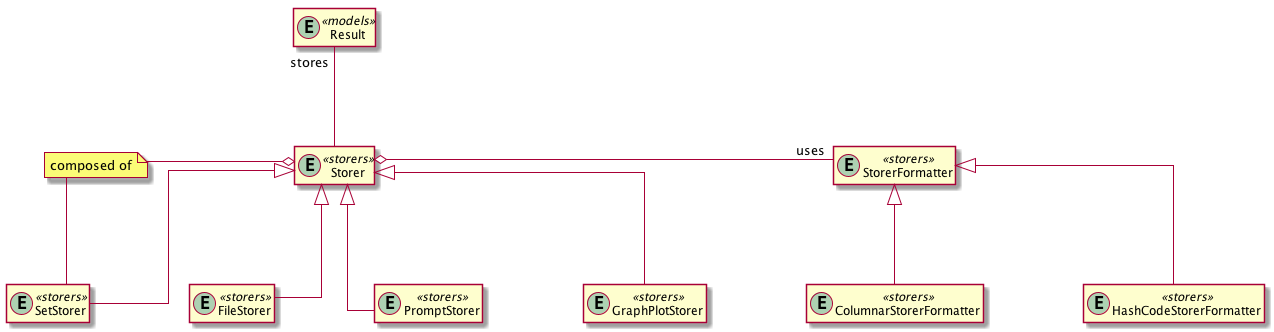 E «models»
Result
stores
composed of
E «storers»
Storer
uses
E «storers»
StorerFormatter
E «storers»
SetStorer
E «storers»
FileStorer
E «storers»
PromptStorer
E «storers»
GraphPlotStorer
E «storers»
ColumnarStorerFormatter
E «storers»
HashCodeStorerFormatter